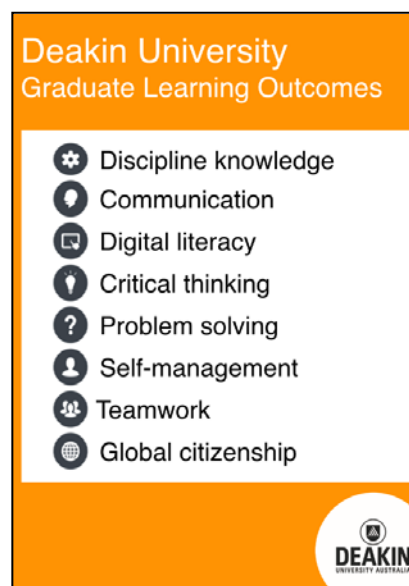 Deakin University
Graduate Learning Outcomes
Discipline knowledge
Communication
Digital literacy
Critical thinking
Problem solving
Self-management
Teamwork
Global citizenship
DEAKIN
UNIVERSITY AUSTRALIA